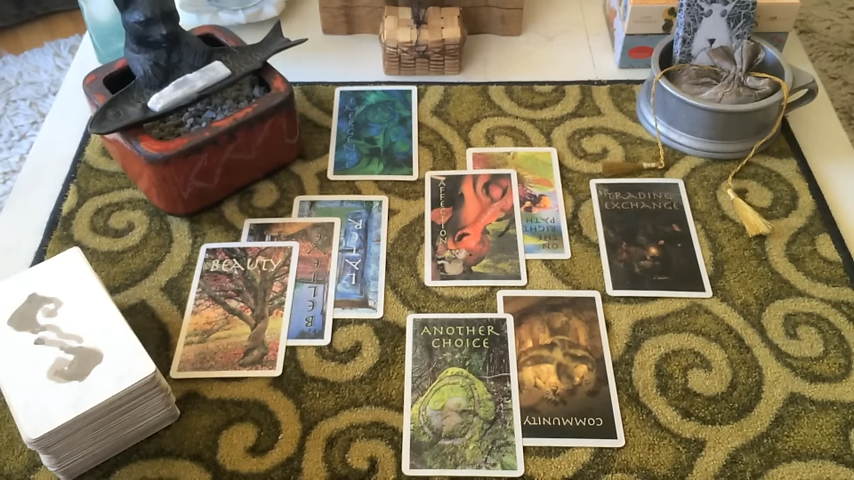 AFFECTION
ON
RIGHT
THE
PATH
TRADING
EXCHANGE
BEAUTY
ANOTHER
CHOICE
COMMUNITY